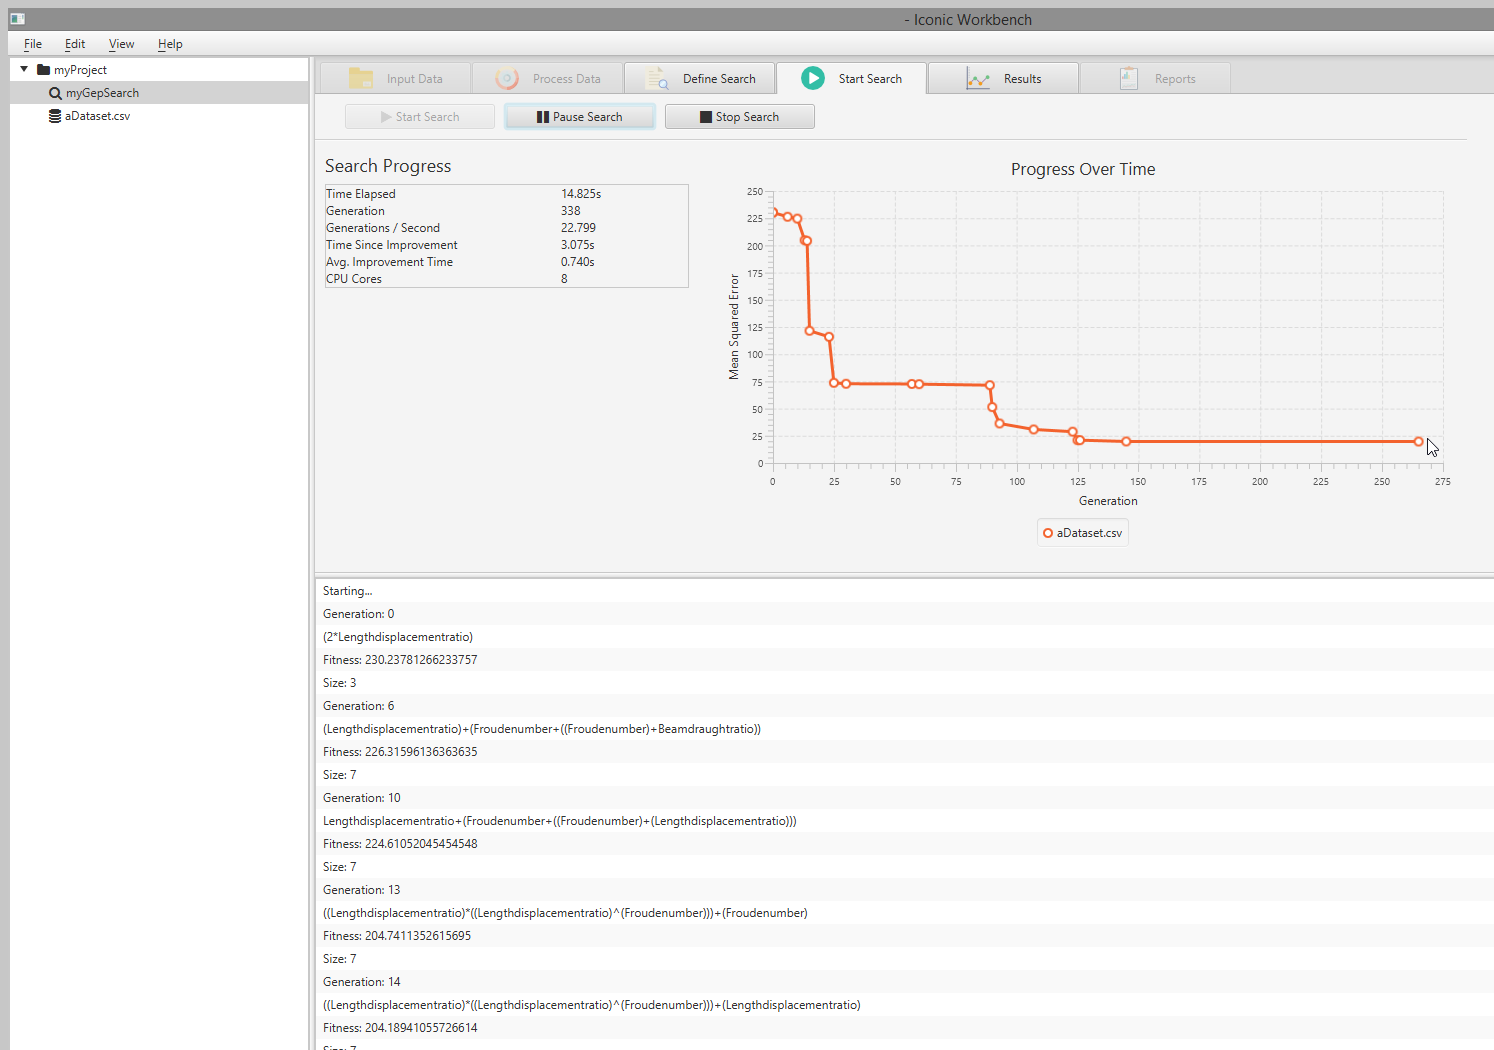 - Iconic Workbench
File Edit View Help
myProject
myGepSearch
aDataset.csv
Input Data Process Data Define Search Start Search Results Reports
Start Search Pause Search Stop Search
Search Progress
Time Elapsed 14.825s
Generation 338
Generations / Second 22.799
Time Since Improvement 3.075s
Avg. Improvement Time 0.740s
CPU Cores 8
Progress Over Time
Mean Squared Error
250
225
200
175
150
125
100
75
50
25
0
0 25 50 75 100 125 150 175 200 225 250 275
Generation
aDataset.csv
Starting...
Generation: 0
(2*Lengthdisplacementratio)
Fitness: 230.23781266233757
Size: 3
Generation: 6
(Lengthdisplacementratio)+(Froudenumber+((Froudenumber)+Beamdraughtratio))
Fitness: 226.31596136363635
Size: 7
Generation: 10
Lengthdisplacementratio+(Froudenumber+((Froudenumber)+(Lengthdisplacementratio)))
Fitness: 224.61052045454548
Size: 7
Generation: 13
((Lengthdisplacementratio)*((Lengthdisplacementratio)^(Froudenumber)))+(Froudenumber)
Fitness: 204.7411352615695
Size: 7
Generation: 14
((Lengthdisplacementratio)*((Lengthdisplacementratio)^(Froudenumber)))+(Lengthdisplacementratio)
Fitness: 204.18941055726614
Size: 7